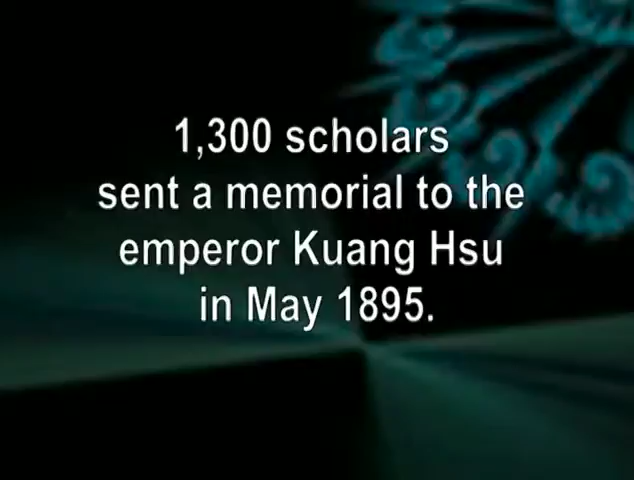 1,300 scholars
sent a memorial to the
emperor Kuang Hsu
in May 1895.